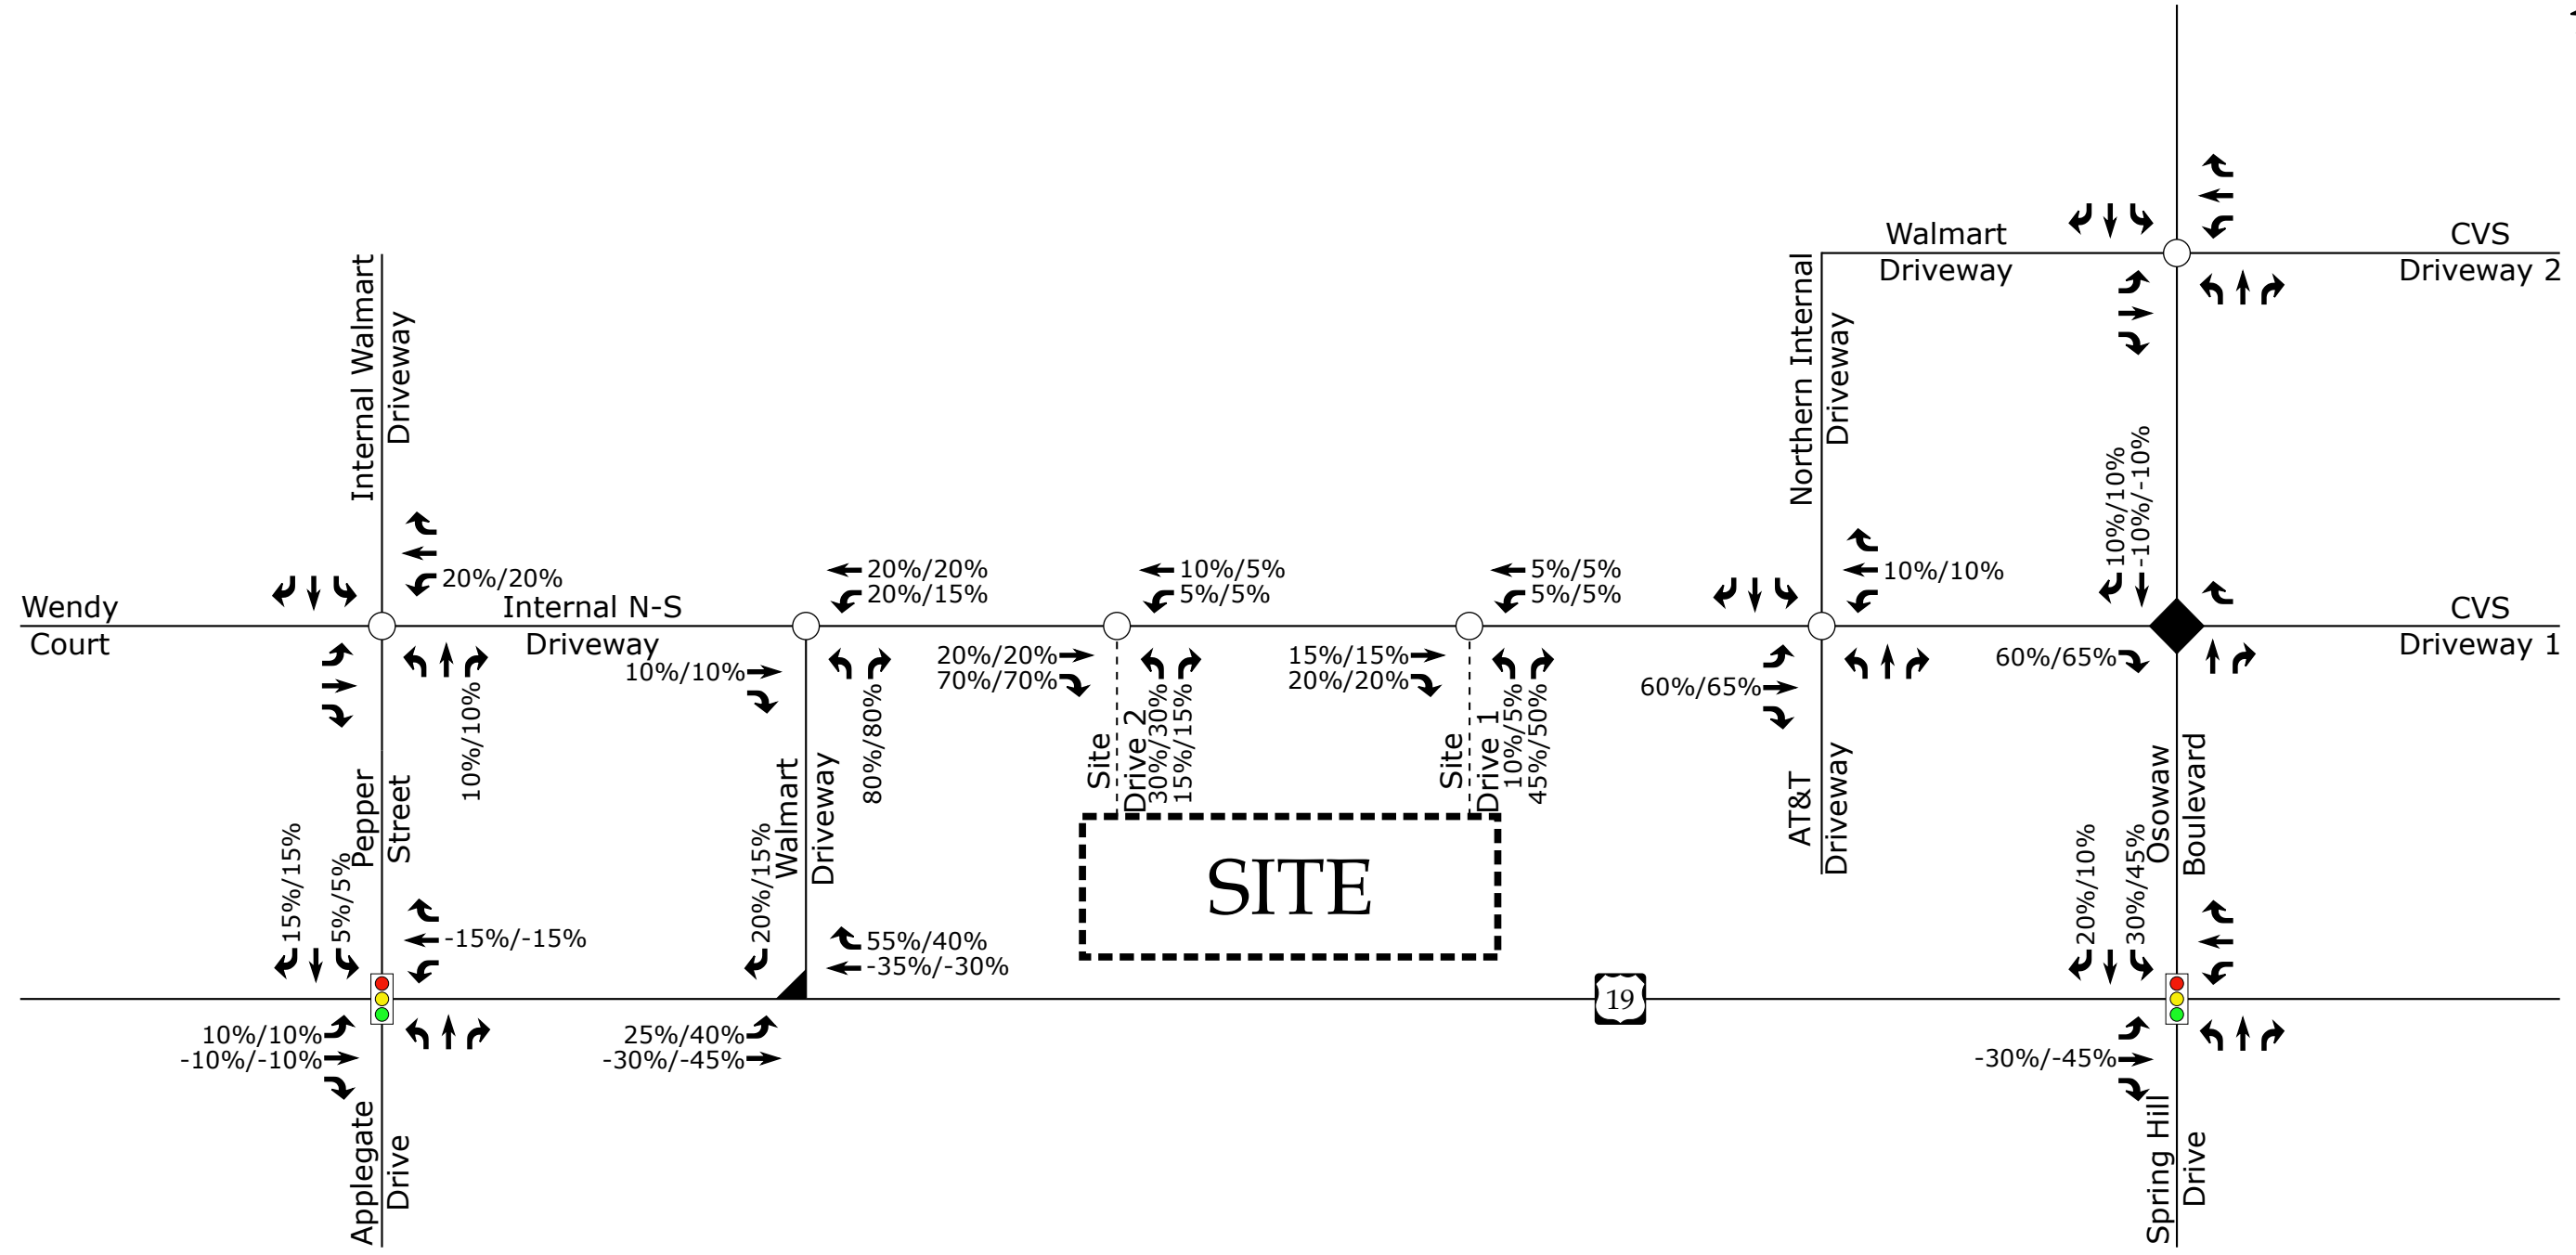 Walmart
Driveway
CVS
Driveway 2
Internal Walmart
Driveway
Northern Internal
Driveway
10%/10%
-10%/-10%
20%/20%
Wendy
Court
Internal N-S
Driveway
10%/10%
20%/20%
20%/15%
10%/10%
80%/80%
10%/5%
5%/5%
20%/20%
70%/70%
30%/30%
15%/15%
Site
Drive 2
5%/5%
5%/5%
15%/15%
20%/20%
10%/5%
45%/50%
Site
Drive 1
10%/10%
60%/65%
60%/65%
CVS
Driveway 1
Pepper
Street
15%/15%
5%/5%
-15%/-15%
Walmart
Driveway
20%/15%
55%/40%
-35%/-30%
SITE
AT&T
Driveway
Osowaw
Boulevard
20%/10%
30%/45%
19
10%/10%
-10%/-10%
25%/40%
-30%/-45%
-30%/-45%
Applegate
Drive
Spring Hill
Drive